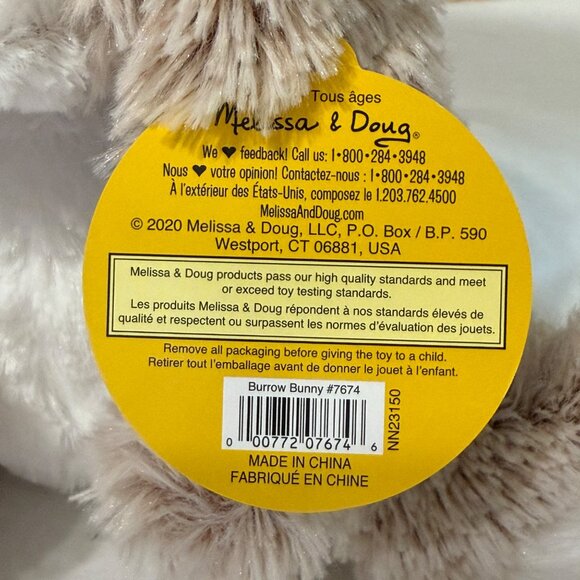 Tous âges
Melissa & Doug®
We ♥ feedback! Call us: 1•800•284•3948
Nous ♥ votre opinion! Contactez-nous : 1•800•284•3948
À l'extérieur des États-Unis, composez le 1.203.762.4500
MelissaAndDoug.com
© 2020 Melissa & Doug, LLC, P.O. Box / B.P. 590
Westport, CT 06881, USA
Melissa & Doug products pass our high quality standards and meet
or exceed toy testing standards.
Les produits Melissa & Doug répondent à nos standards élevés de
qualité et respectent ou surpassent les normes d'évaluation des jouets.
Remove all packaging before giving the toy to a child.
Retirer tout l'emballage avant de donner le jouet à l'enfant.
Burrow Bunny #7674
0 00772 07674 6
NN23150
MADE IN CHINA
FABRIQUÉ EN CHINE